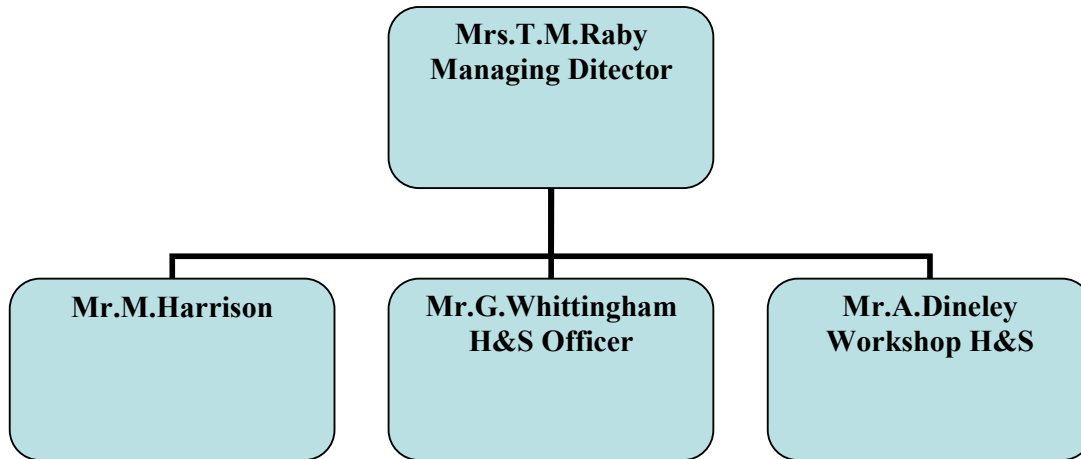 Mrs.T.M.Raby
Managing Ditector
Mr.M.Harrison
Mr.G.Whittingham
H&S Officer
Mr.A.Dineley
Workshop H&S